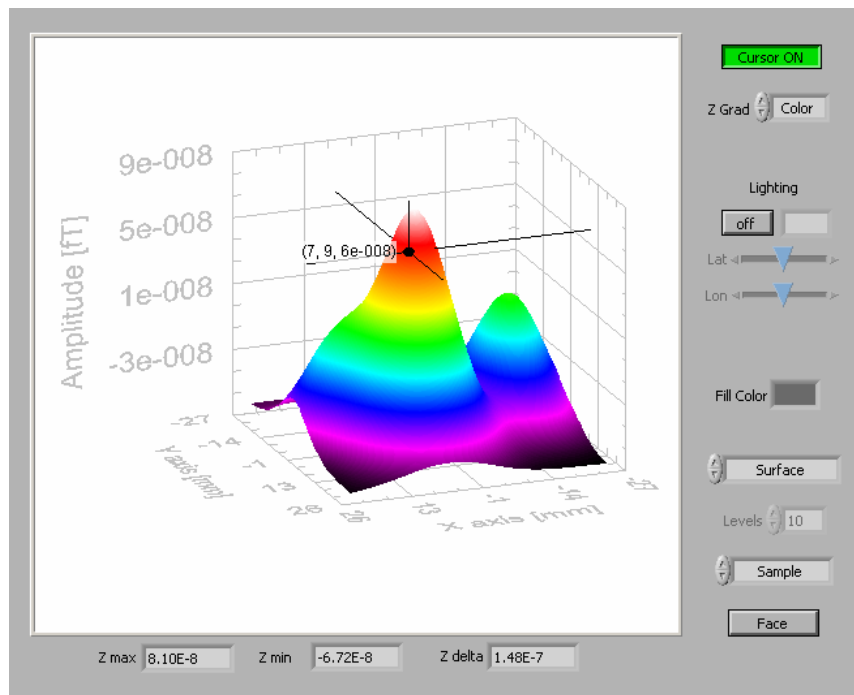 Cursor ON
Z Grad Color
Lighting
off
Lat
Lon
Fill Color
Surface
Levels 10
Sample
Face
9e-008
5e-008
1e-008
-3e-008
Amplitude [fT]
(7, 9, 6e-008)
-27
-14
-1
13
26
Y axis [mm]
26
13
-1
-14
-27
X axis [mm]
Z max 8.10E-8 Z min -6.72E-8 Z delta 1.48E-7